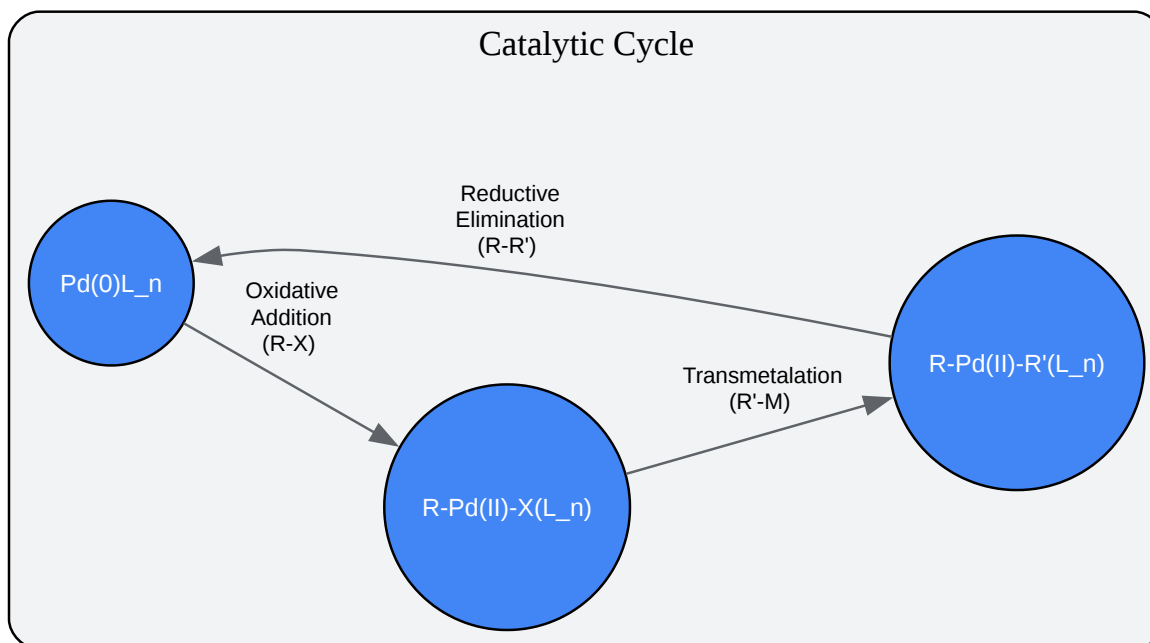 Catalytic Cycle
Reductive
Elimination
(R-R')
Pd(0)L_n
Oxidative
Addition
(R-X)
R-Pd(II)-R'(L_n)
Transmetalation
(R'-M)
R-Pd(II)-X(L_n)